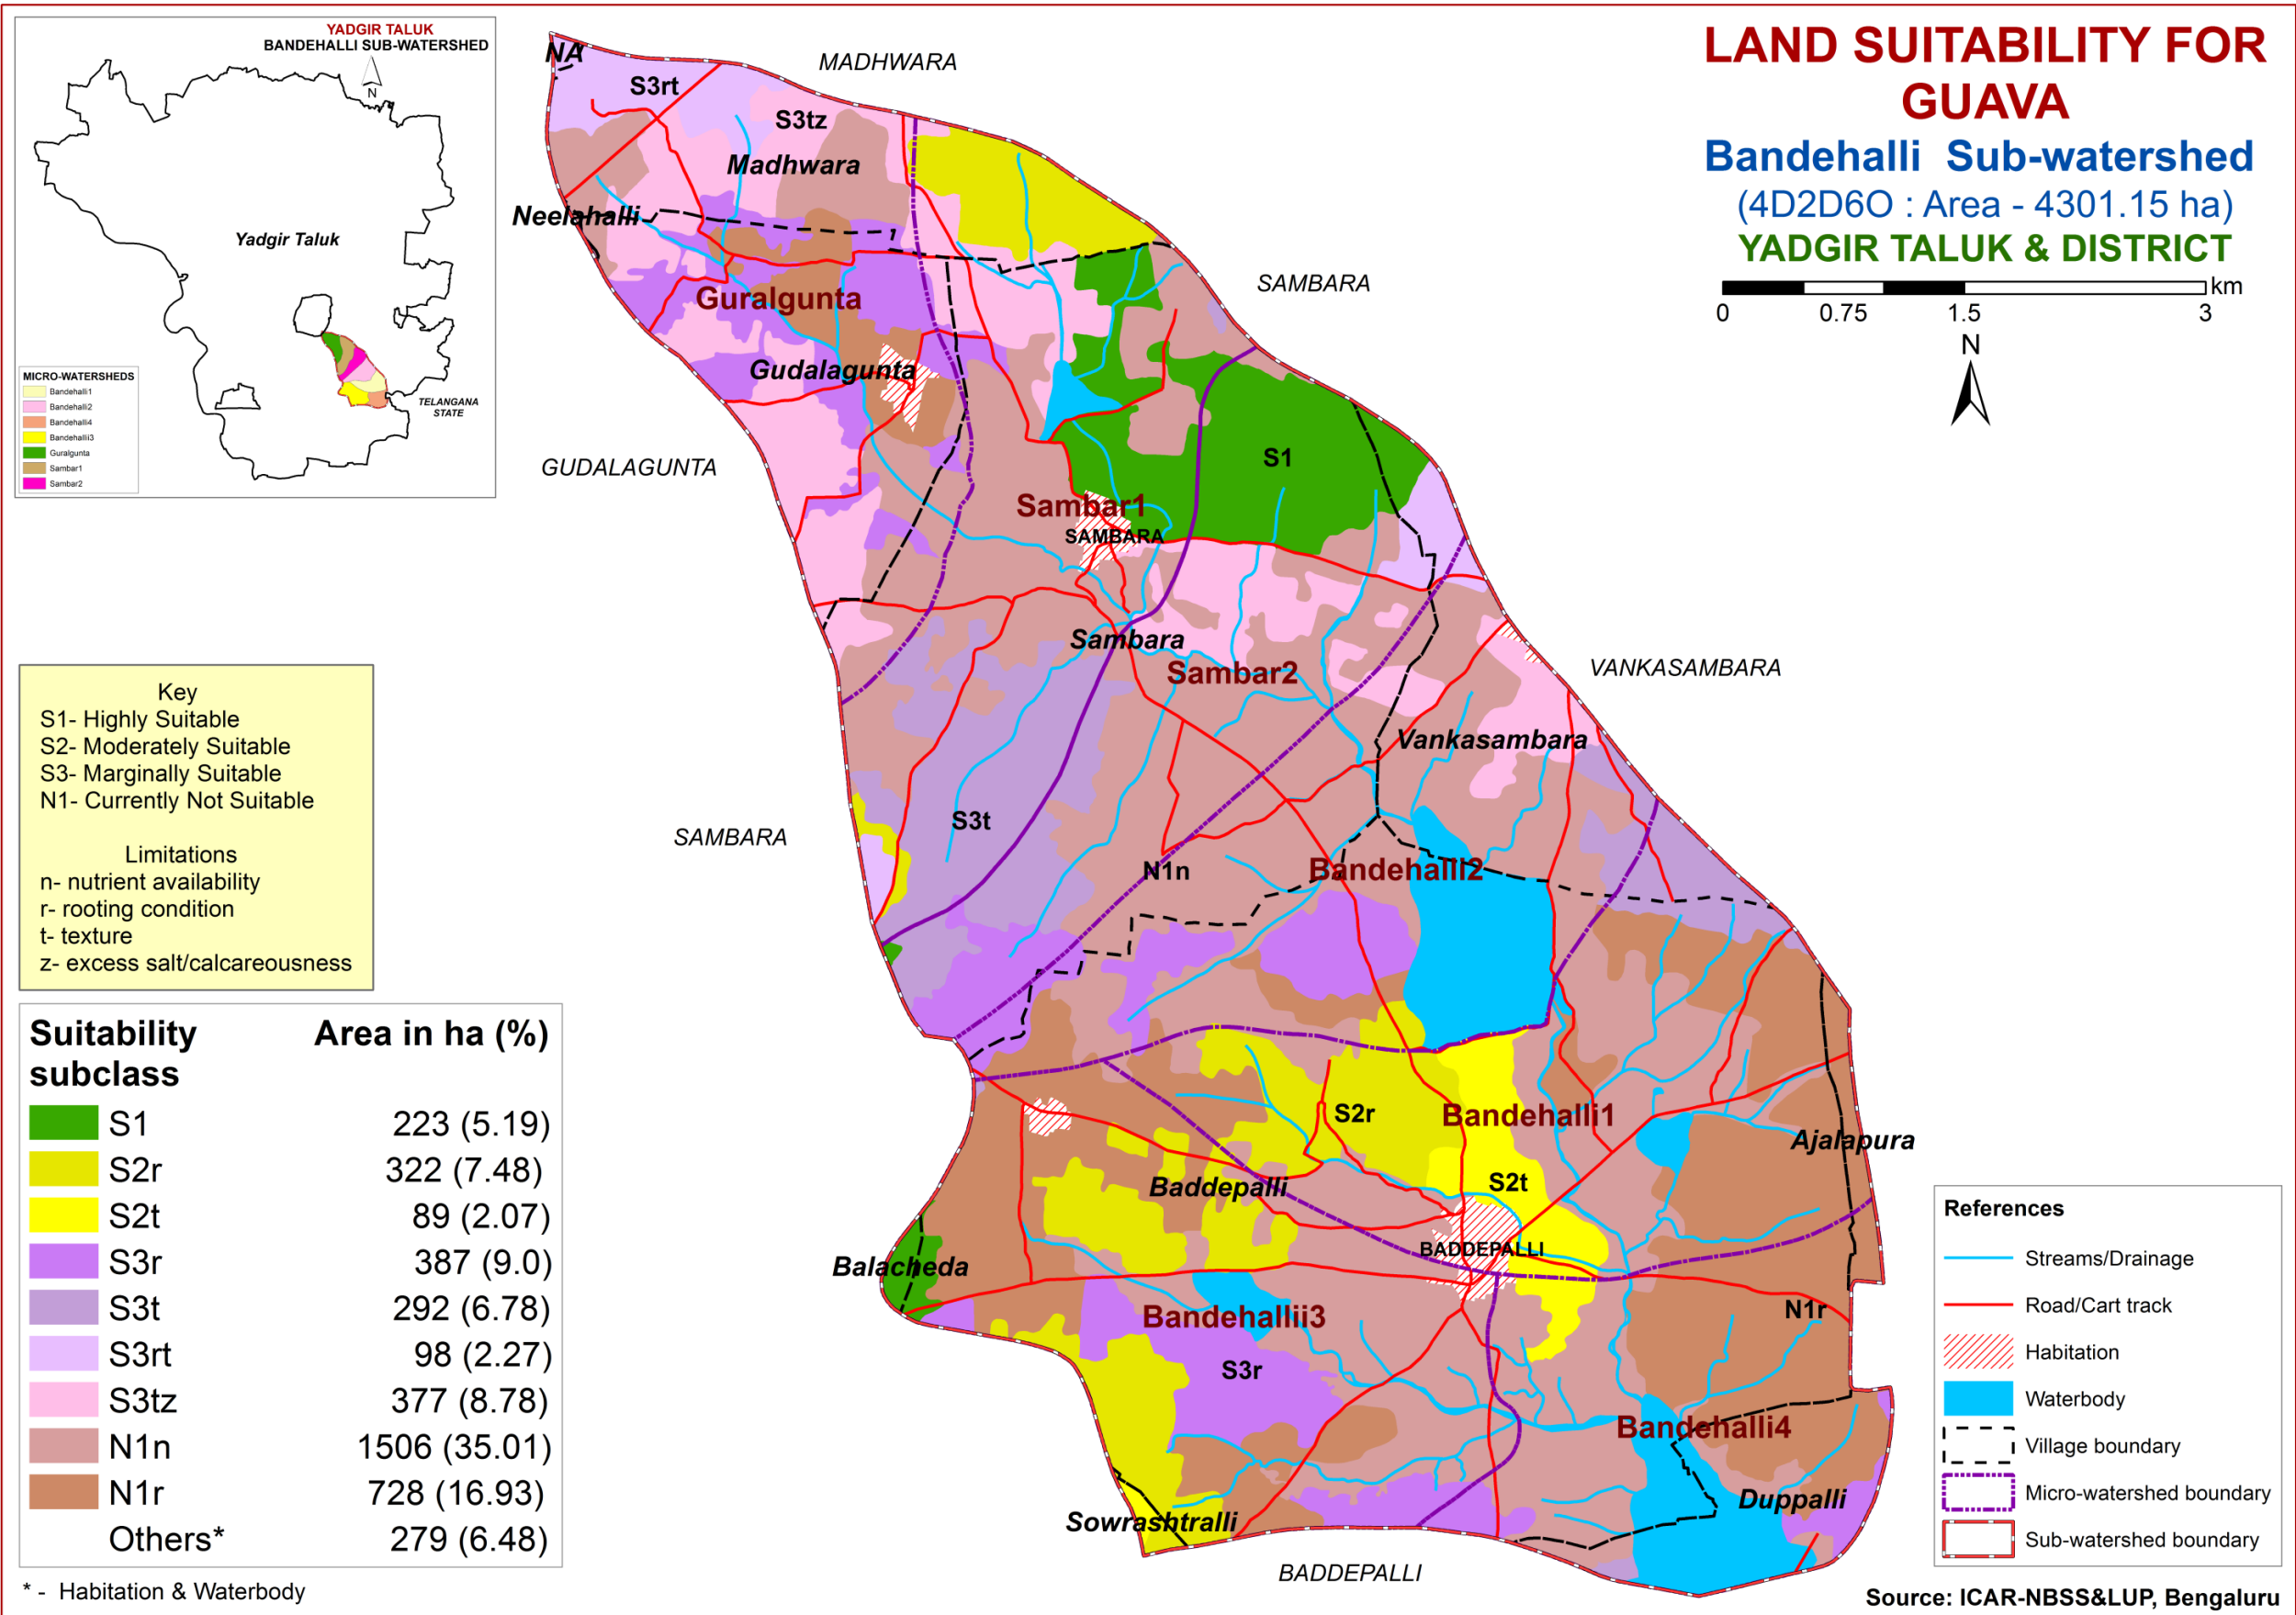 YADGIR TALUK
BANDEHALLI SUB-WATERSHED
N
Yadgir Taluk
TELANGANA
STATE
MICRO-WATERSHEDS
Bandehalli1
Bandehalli2
Bandehalli4
Bandehallii3
Guralgunta
Sambar1
Sambar2
LAND SUITABILITY FOR
GUAVA
Bandehalli Sub-watershed
(4D2D6O : Area - 4301.15 ha)
YADGIR TALUK & DISTRICT
km
0 0.75 1.5 3
N
NA
MADHWARA
S3rt
S3tz
Madhwara
Neelahalli
SAMBARA
Guralgunta
Gudalagunta
GUDALAGUNTA
S1
Sambar1
SAMBARA
Sambara
Sambar2
VANKASAMBARA
Vankasambara
SAMBARA
S3t
N1n
Bandehalli2
S2r
Bandehalli1
Ajalapura
S2t
Baddepalli
BADDEPALLI
Balacheda
Bandehallii3
N1r
S3r
Bandehalli4
Duppalli
Sowrashtralli
BADDEPALLI
Key
S1- Highly Suitable
S2- Moderately Suitable
S3- Marginally Suitable
N1- Currently Not Suitable
Limitations
n- nutrient availability
r- rooting condition
t- texture
z- excess salt/calcareousness
Suitability subclass Area in ha (%)
S1 223 (5.19)
S2r 322 (7.48)
S2t 89 (2.07)
S3r 387 (9.0)
S3t 292 (6.78)
S3rt 98 (2.27)
S3tz 377 (8.78)
N1n 1506 (35.01)
N1r 728 (16.93)
Others* 279 (6.48)
* - Habitation & Waterbody
References
Streams/Drainage
Road/Cart track
Habitation
Waterbody
Village boundary
Micro-watershed boundary
Sub-watershed boundary
Source: ICAR-NBSS&LUP, Bengaluru